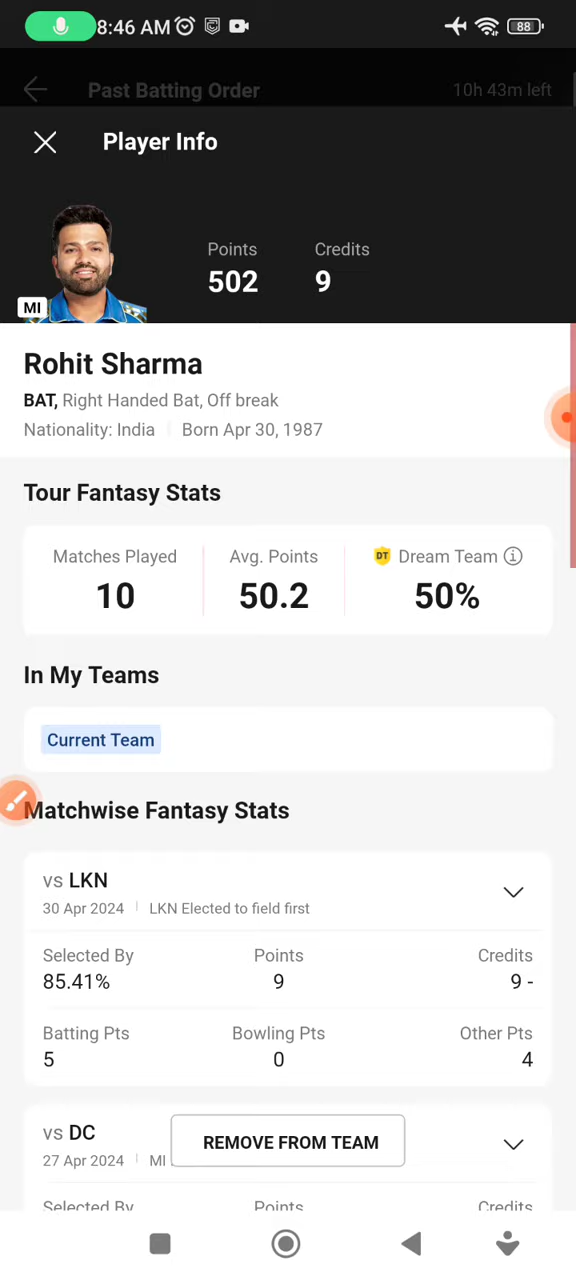 8:46 AM 88
Past Batting Order 10h 43m left
Player Info
Points Credits
502 9
MI
Rohit Sharma
BAT, Right Handed Bat, Off break
Nationality: India Born Apr 30, 1987
Tour Fantasy Stats
Matches Played Avg. Points DT Dream Team
10 50.2 50%
In My Teams
Current Team
Matchwise Fantasy Stats
vs LKN
30 Apr 2024 LKN Elected to field first
Selected By Points Credits
85.41% 9 9 -
Batting Pts Bowling Pts Other Pts
5 0 4
vs DC
REMOVE FROM TEAM
27 Apr 2024 MI
Selected By Points Credits